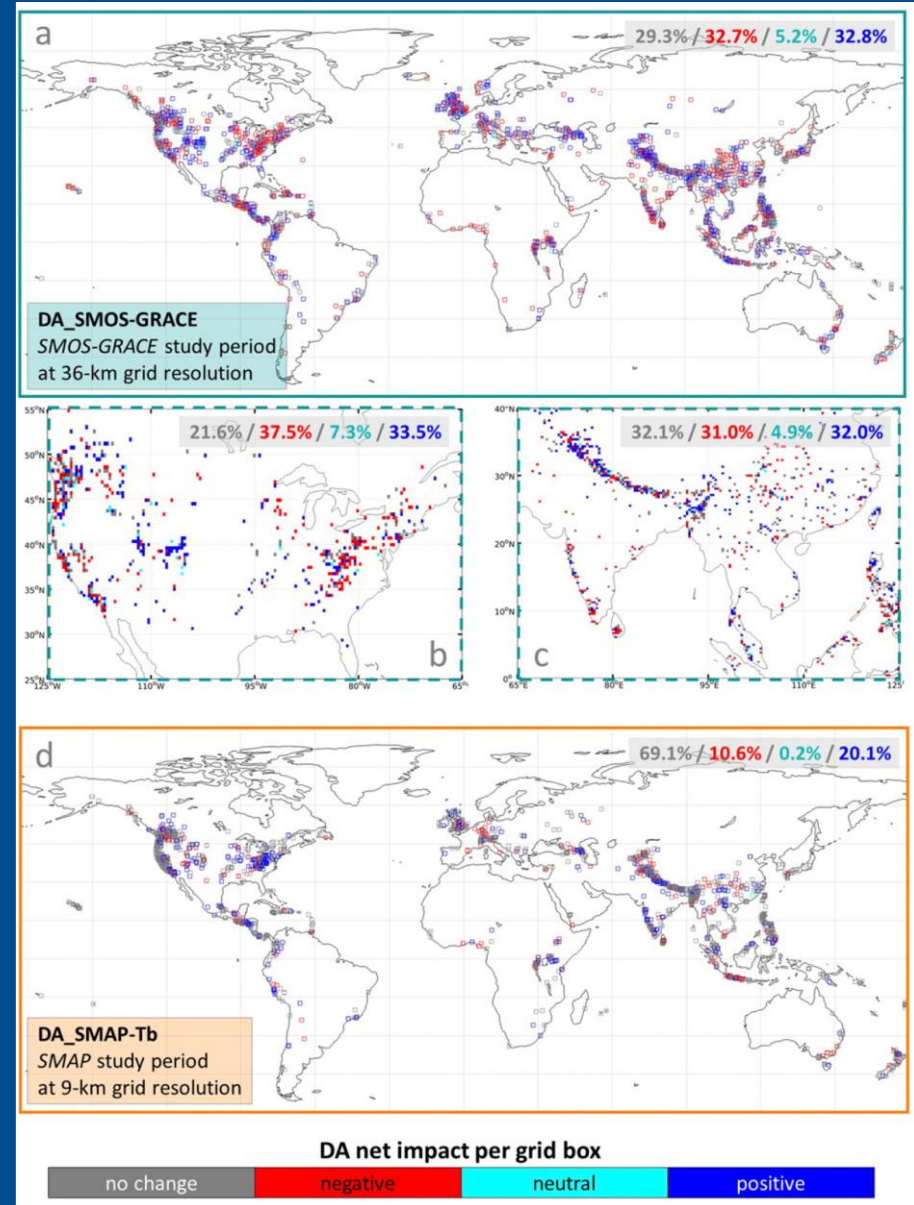 a
29.3% / 32.7% / 5.2% / 32.8%
DA_SMOS-GRACE
SMOS-GRACE study period
at 36-km grid resolution
21.6% / 37.5% / 7.3% / 33.5%
55°N
50°N
45°N
40°N
35°N
30°N
25°N
125°W
110°W
95°W
80°W
65°W
b
32.1% / 31.0% / 4.9% / 32.0%
40°N
30°N
20°N
10°N
0°
65°E
80°E
95°E
110°E
125°E
c
d
69.1% / 10.6% / 0.2% / 20.1%
DA_SMAP-Tb
SMAP study period
at 9-km grid resolution
DA net impact per grid box
no change negative neutral positive